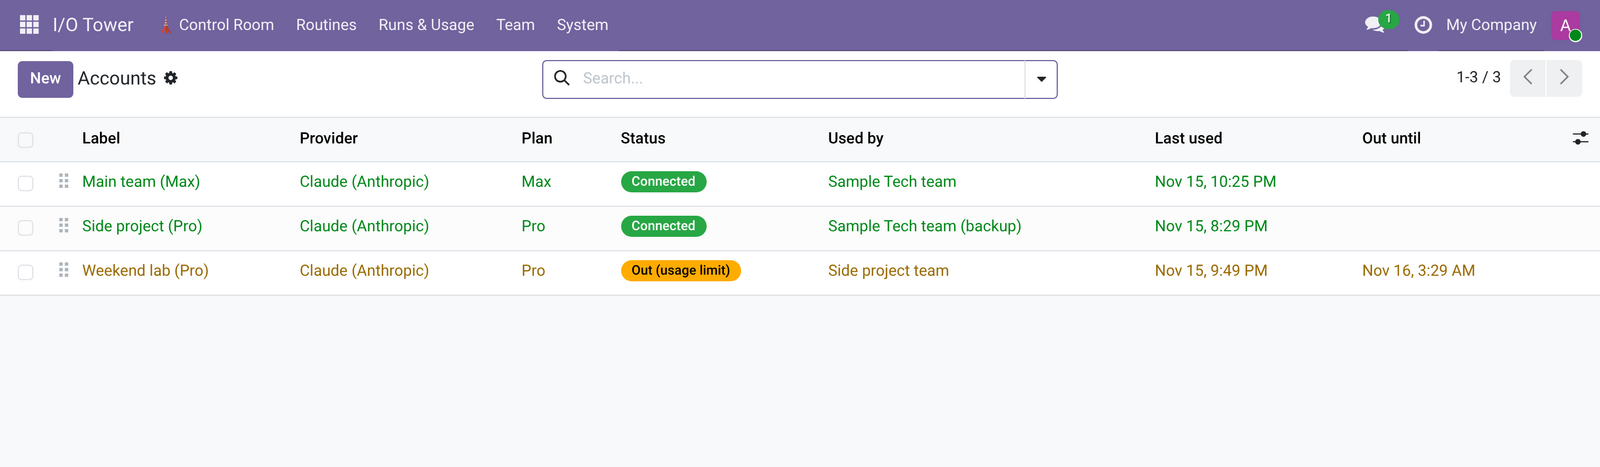 I/O Tower Control Room Routines Runs & Usage Team System 1 My Company A
New Accounts Search... 1-3 / 3
Label Provider Plan Status Used by Last used Out until
Main team (Max) Claude (Anthropic) Max Connected Sample Tech team Nov 15, 10:25 PM
Side project (Pro) Claude (Anthropic) Pro Connected Sample Tech team (backup) Nov 15, 8:29 PM
Weekend lab (Pro) Claude (Anthropic) Pro Out (usage limit) Side project team Nov 15, 9:49 PM Nov 16, 3:29 AM